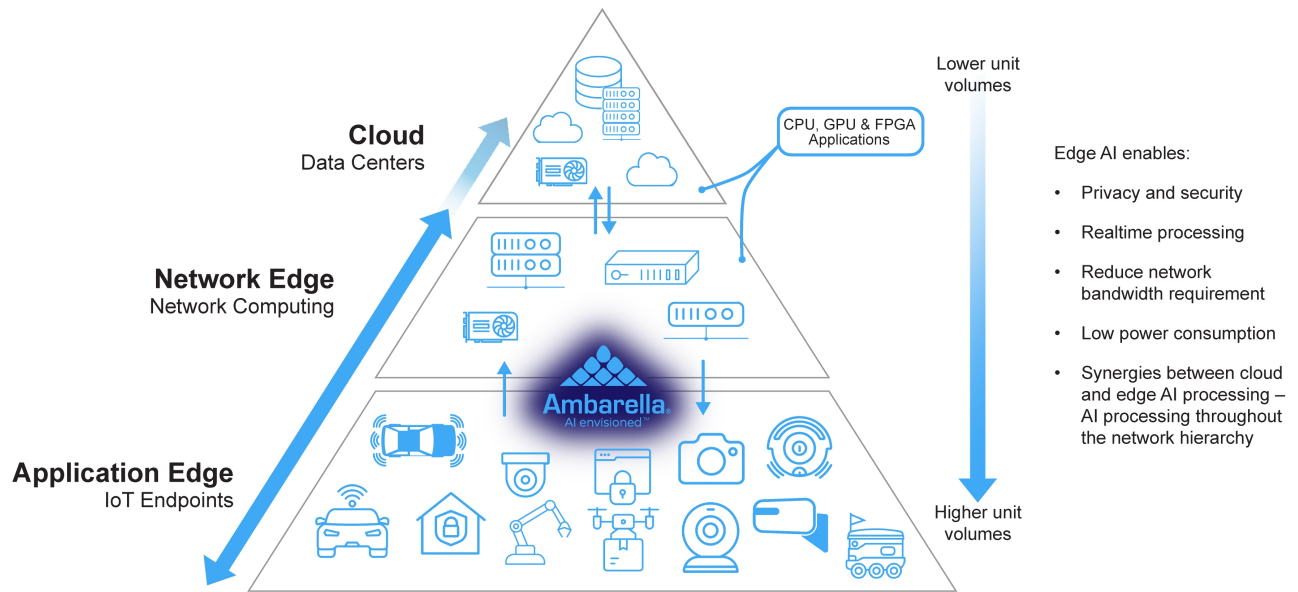 Cloud
Data Centers
Network Edge
Network Computing
Application Edge
IoT Endpoints
CPU, GPU & FPGA
Applications
Ambarella®
AI envisioned™
Lower unit
volumes
Higher unit
volumes
Edge AI enables:
• Privacy and security
• Realtime processing
• Reduce network
bandwidth requirement
• Low power consumption
• Synergies between cloud
and edge AI processing –
AI processing throughout
the network hierarchy